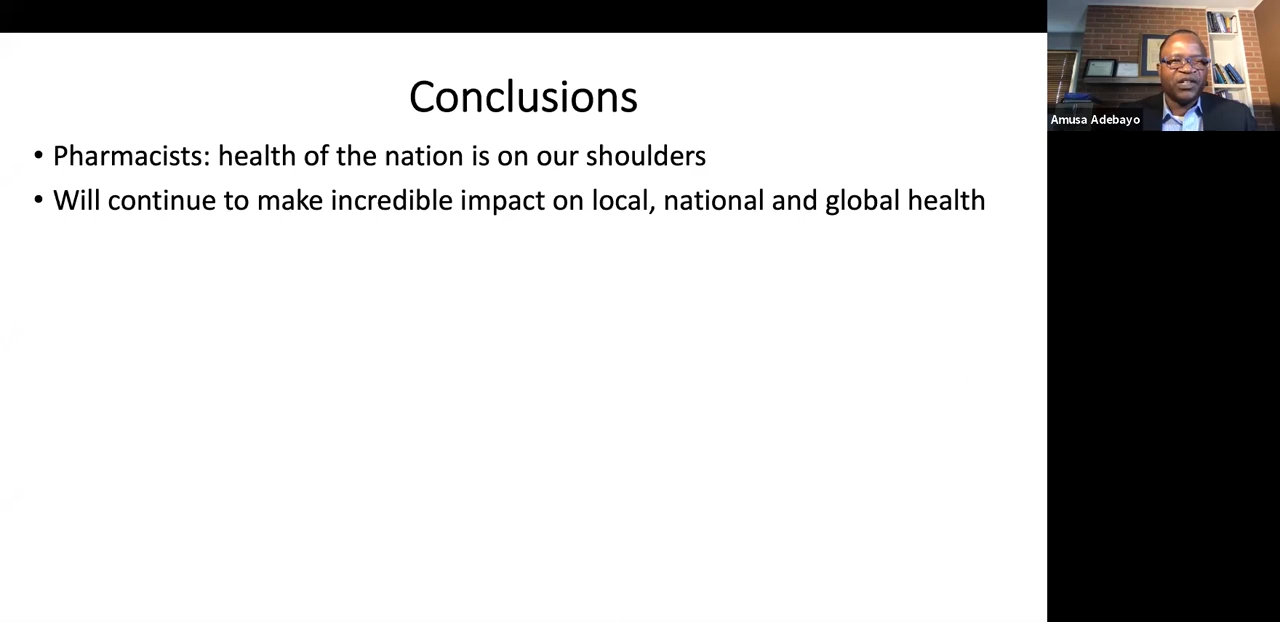 Conclusions
• Pharmacists: health of the nation is on our shoulders
• Will continue to make incredible impact on local, national and global health
Amusa Adebayo